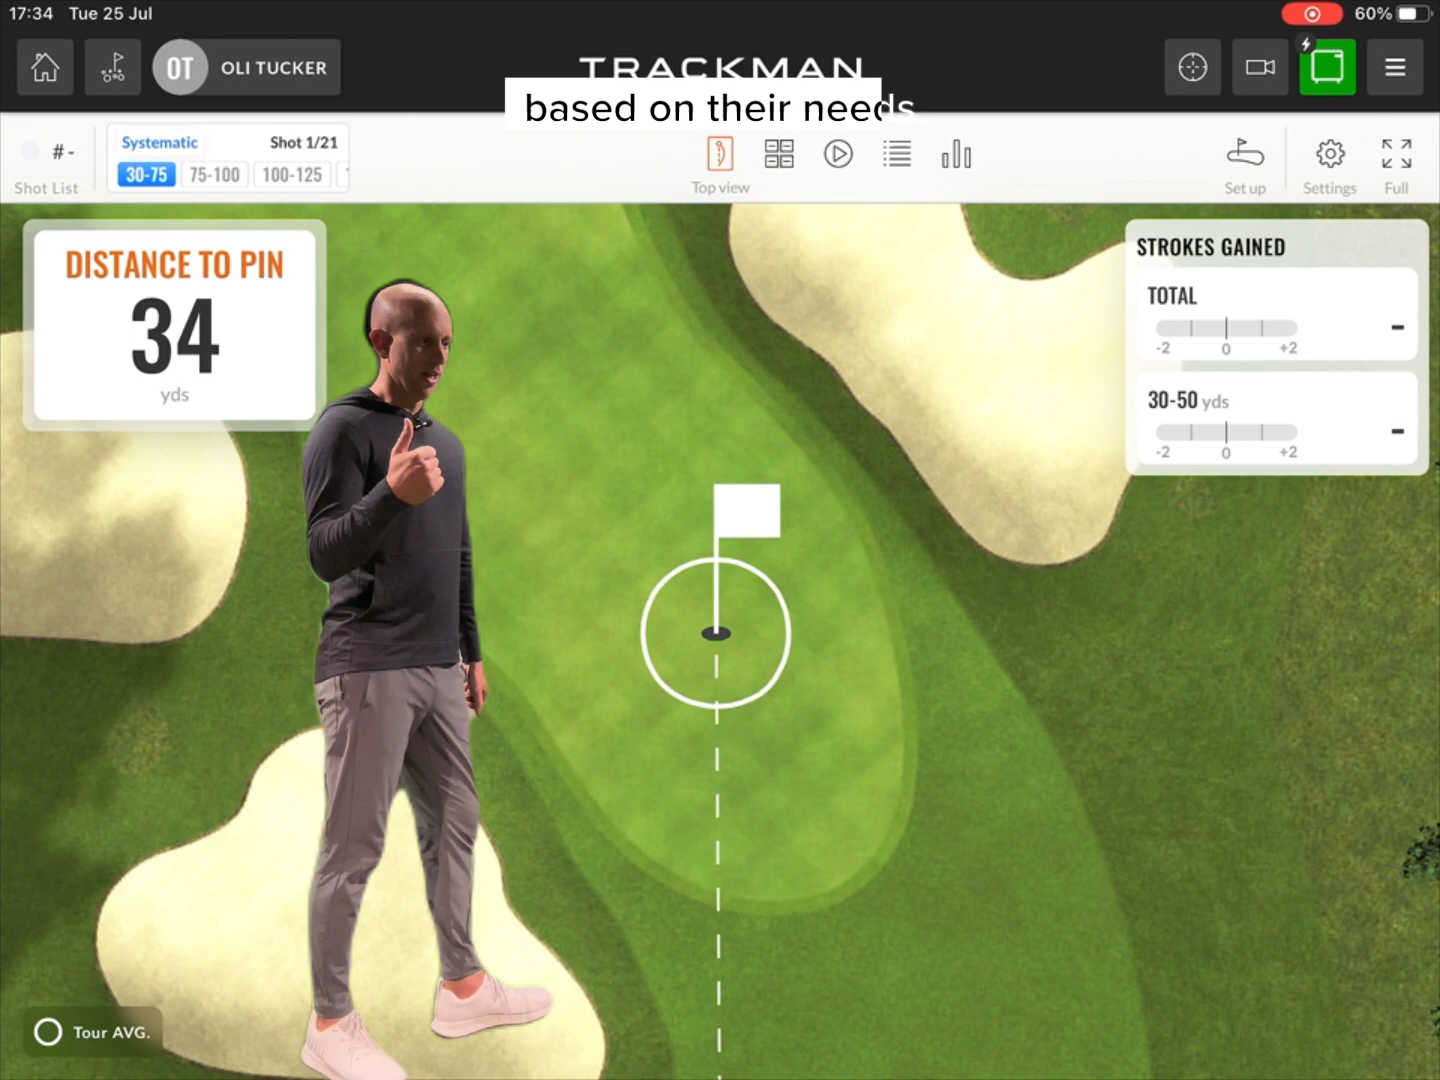 17:34 Tue 25 Jul
60%
OT OLI TUCKER
TRACKMAN
based on their needs
#-
Shot List
Systematic Shot 1/21
30-75 75-100 100-125
Top view
Set up
Settings
Full
DISTANCE TO PIN
34
yds
STROKES GAINED
TOTAL
-
-2 0 +2
30-50 yds
-
-2 0 +2
Tour AVG.